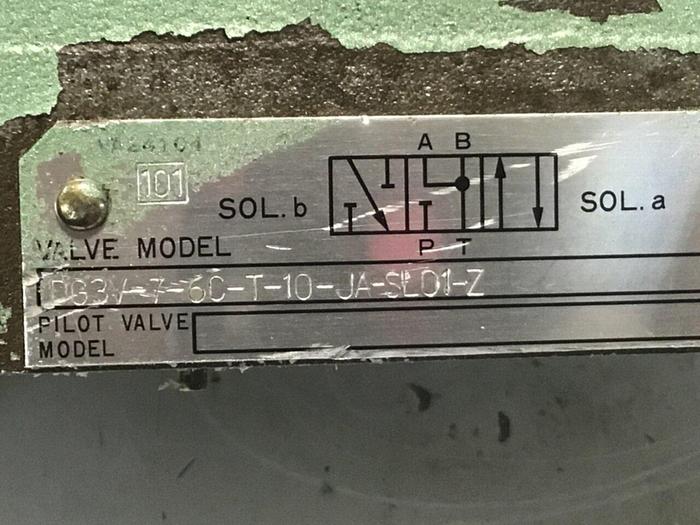 101
A B
SOL. b
SOL. a
VALVE MODEL
P T
DG3V-7-6C-T-10-JA-SL01-Z
PILOT VALVE
MODEL